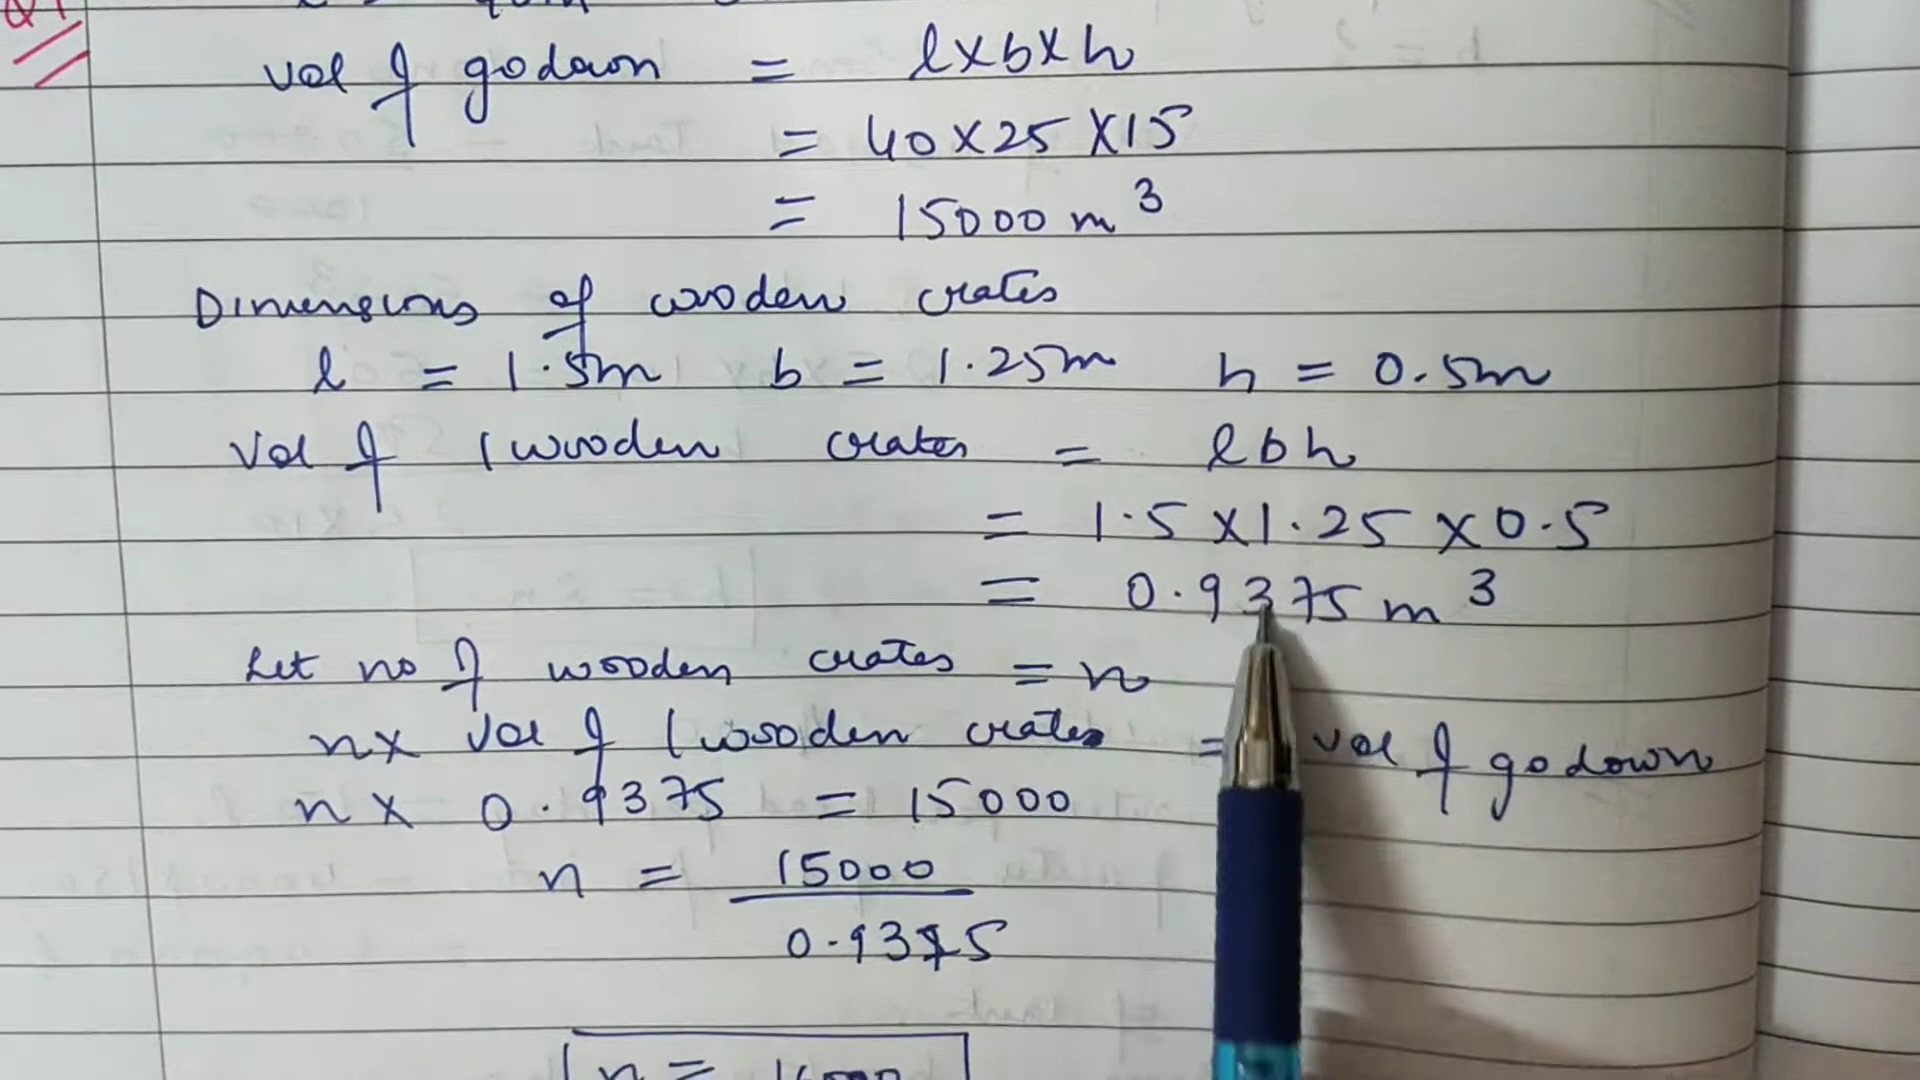 vol of godown = l×b×h
= 40×25×15
= 15000 m³
Dimensions of wooden crates
l = 1.5m b = 1.25m h = 0.5m
Vol of 1 wooden crates = lbh
= 1.5×1.25×0.5
= 0.9375 m³
Let no of wooden crates = n
n× vol of 1 wooden crates = vol of godown
n× 0.9375 = 15000
n = 15000
0.9375
n = 16000